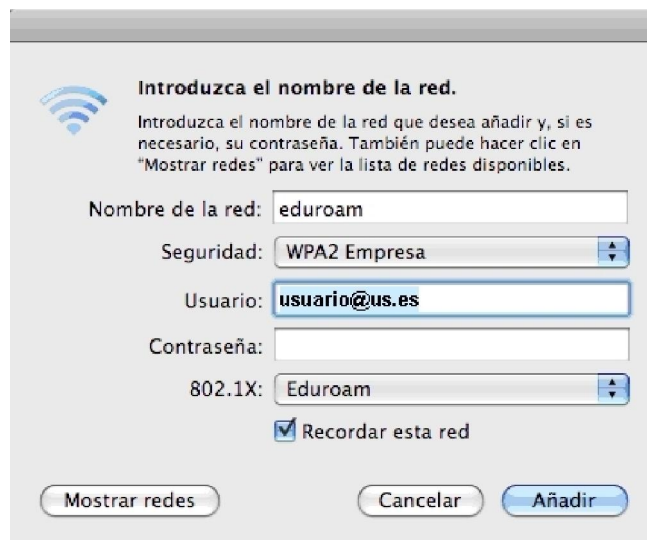 Introduzca el nombre de la red.
Introduzca el nombre de la red que desea añadir y, si es
necesario, su contraseña. También puede hacer clic en
“Mostrar redes” para ver la lista de redes disponibles.
Nombre de la red: eduroam
Seguridad: WPA2 Empresa
Usuario: usuario@us.es
Contraseña:
802.1X: Eduroam
Recordar esta red
Mostrar redes Cancelar Añadir